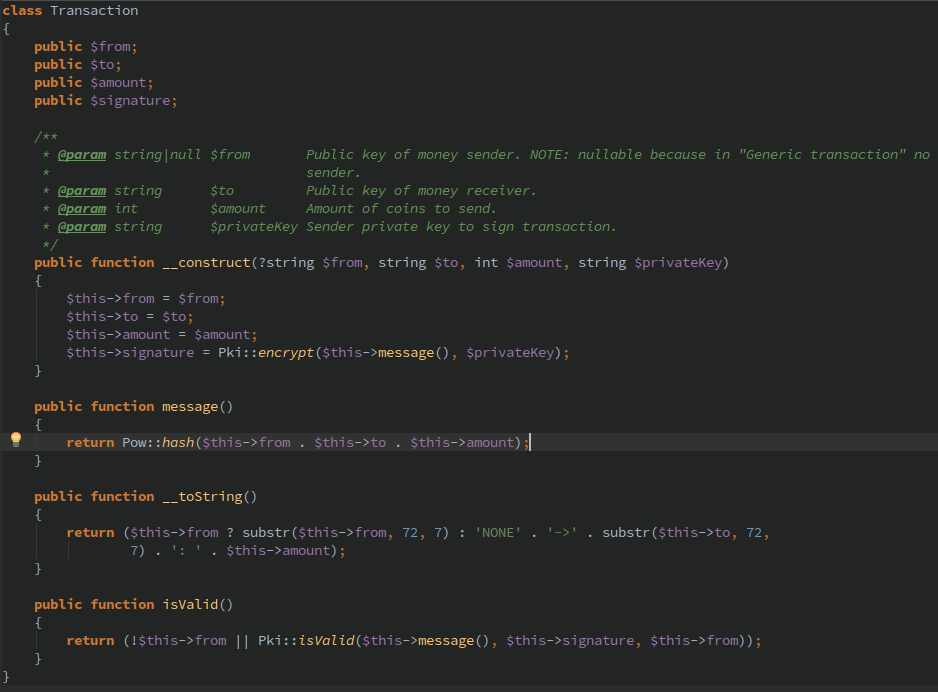 class Transaction
{
    public $from;
    public $to;
    public $amount;
    public $signature;

    /**
     * @param string|null $from       Public key of money sender. NOTE: nullable because in "Generic transaction" no
     *                                sender.
     * @param string      $to         Public key of money receiver.
     * @param int         $amount     Amount of coins to send.
     * @param string      $privateKey Sender private key to sign transaction.
     */
    public function __construct(?string $from, string $to, int $amount, string $privateKey)
    {
        $this->from = $from;
        $this->to = $to;
        $this->amount = $amount;
        $this->signature = Pki::encrypt($this->message(), $privateKey);
    }

    public function message()
    {
        return Pow::hash($this->from . $this->to . $this->amount);
    }

    public function __toString()
    {
        return ($this->from ? substr($this->from, 72, 7) : 'NONE' . '->' . substr($this->to, 72,
                7) . ': ' . $this->amount);
    }

    public function isValid()
    {
        return (!$this->from || Pki::isValid($this->message(), $this->signature, $this->from));
    }
}